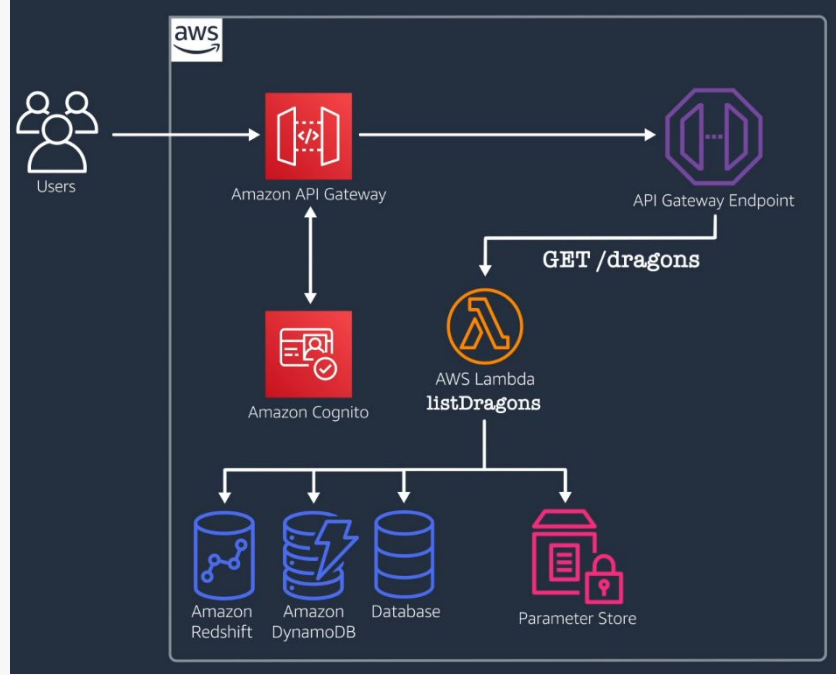 aws
Users
Amazon API Gateway
API Gateway Endpoint
GET /dragons
AWS Lambda
listDragons
Amazon Cognito
Amazon
Redshift
Amazon
DynamoDB
Database
Parameter Store